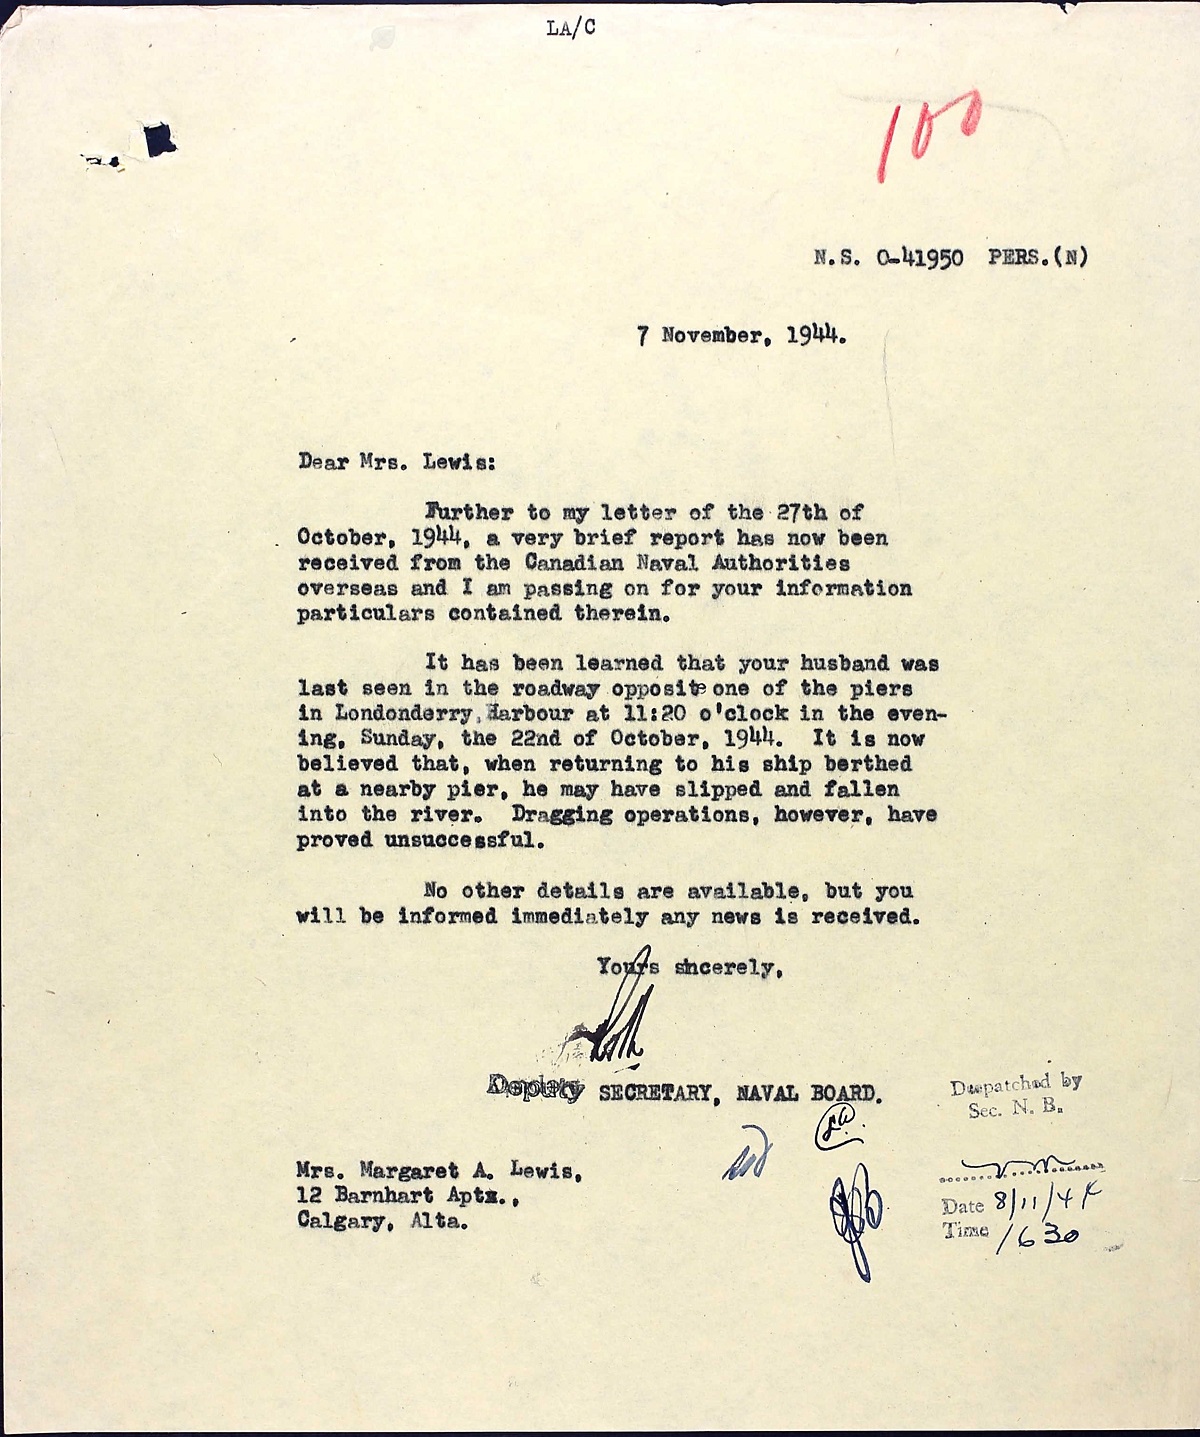 LA/C
100
N.S. O-41950 PERS.(N)
7 November, 1944.
Dear Mrs. Lewis:
Further to my letter of the 27th of
October, 1944, a very brief report has now been
received from the Canadian Naval Authorities
overseas and I am passing on for your information
particulars contained therein.
It has been learned that your husband was
last seen in the roadway opposite one of the piers
in Londonderry, Harbour at 11:20 o'clock in the even-
ing, Sunday, the 22nd of October, 1944. It is now
believed that, when returning to his ship berthed
at a nearby pier, he may have slipped and fallen
into the river. Dragging operations, however, have
proved unsuccessful.
No other details are available, but you
will be informed immediately any news is received.
Yours sncerely,
Deputy SECRETARY, NAVAL BOARD.
Despatched by
Sec. N. B.
Mrs. Margaret A. Lewis,
12 Barnhart Apts.,
Calgary, Alta.
Date 8/11/44
Time 1630